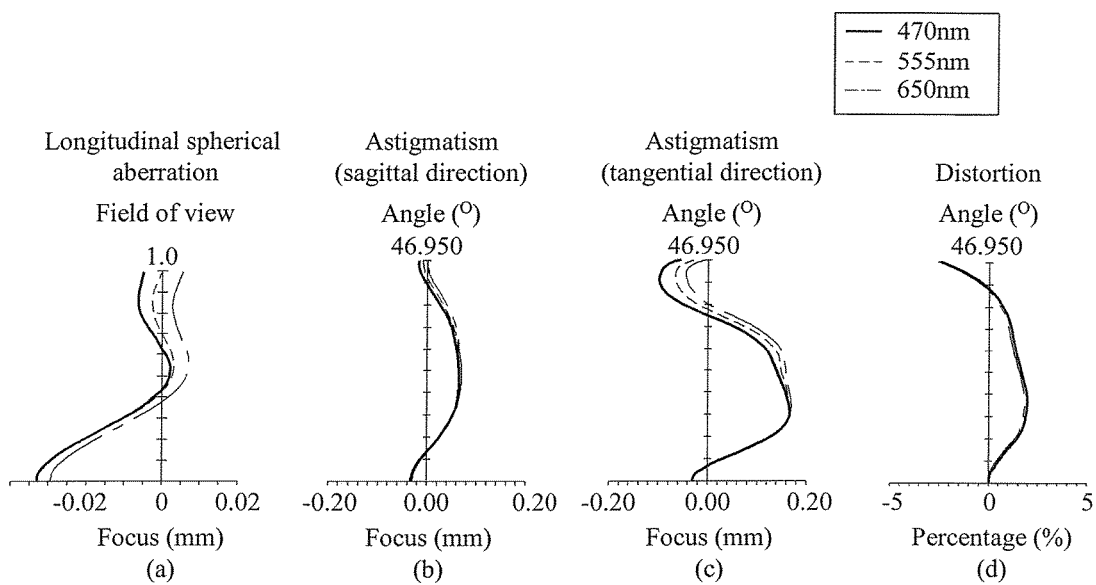 470nm
555nm
650nm
Longitudinal spherical
aberration
Field of view
1.0
-0.02 0 0.02
Focus (mm)
(a)
Astigmatism
(sagittal direction)
Angle (O)
46.950
-0.20 0.00 0.20
Focus (mm)
(b)
Astigmatism
(tangential direction)
Angle (O)
46.950
-0.20 0.00 0.20
Focus (mm)
(c)
Distortion
Angle (O)
46.950
-5 0 5
Percentage (%)
(d)